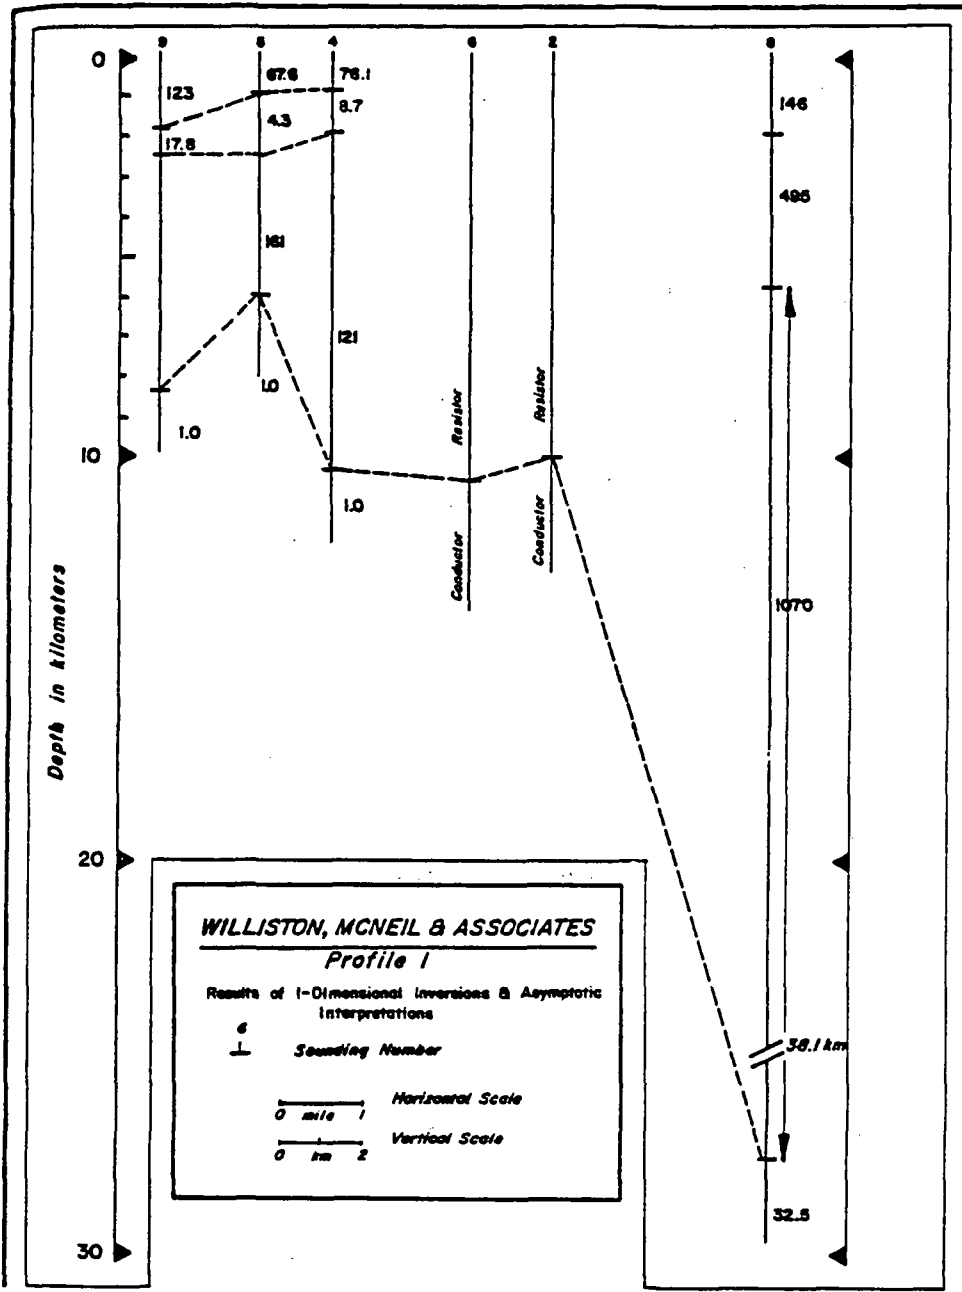 9 5 4 6 2 8
0
123
67.6
76.1
8.7
146
4.3
17.8
495
161
121
Resistor
Resistor
1.0
1.0
10
1.0
Conductor
Conductor
Depth in kilometers
1070
20
WILLISTON, MCNEIL & ASSOCIATES
Profile 1
Results of 1-Dimensional Inversions & Asymptotic
Interpretations
6
Sounding Number
38.1 km
0 mile 1 Horizontal Scale
0 km 2 Vertical Scale
32.5
30